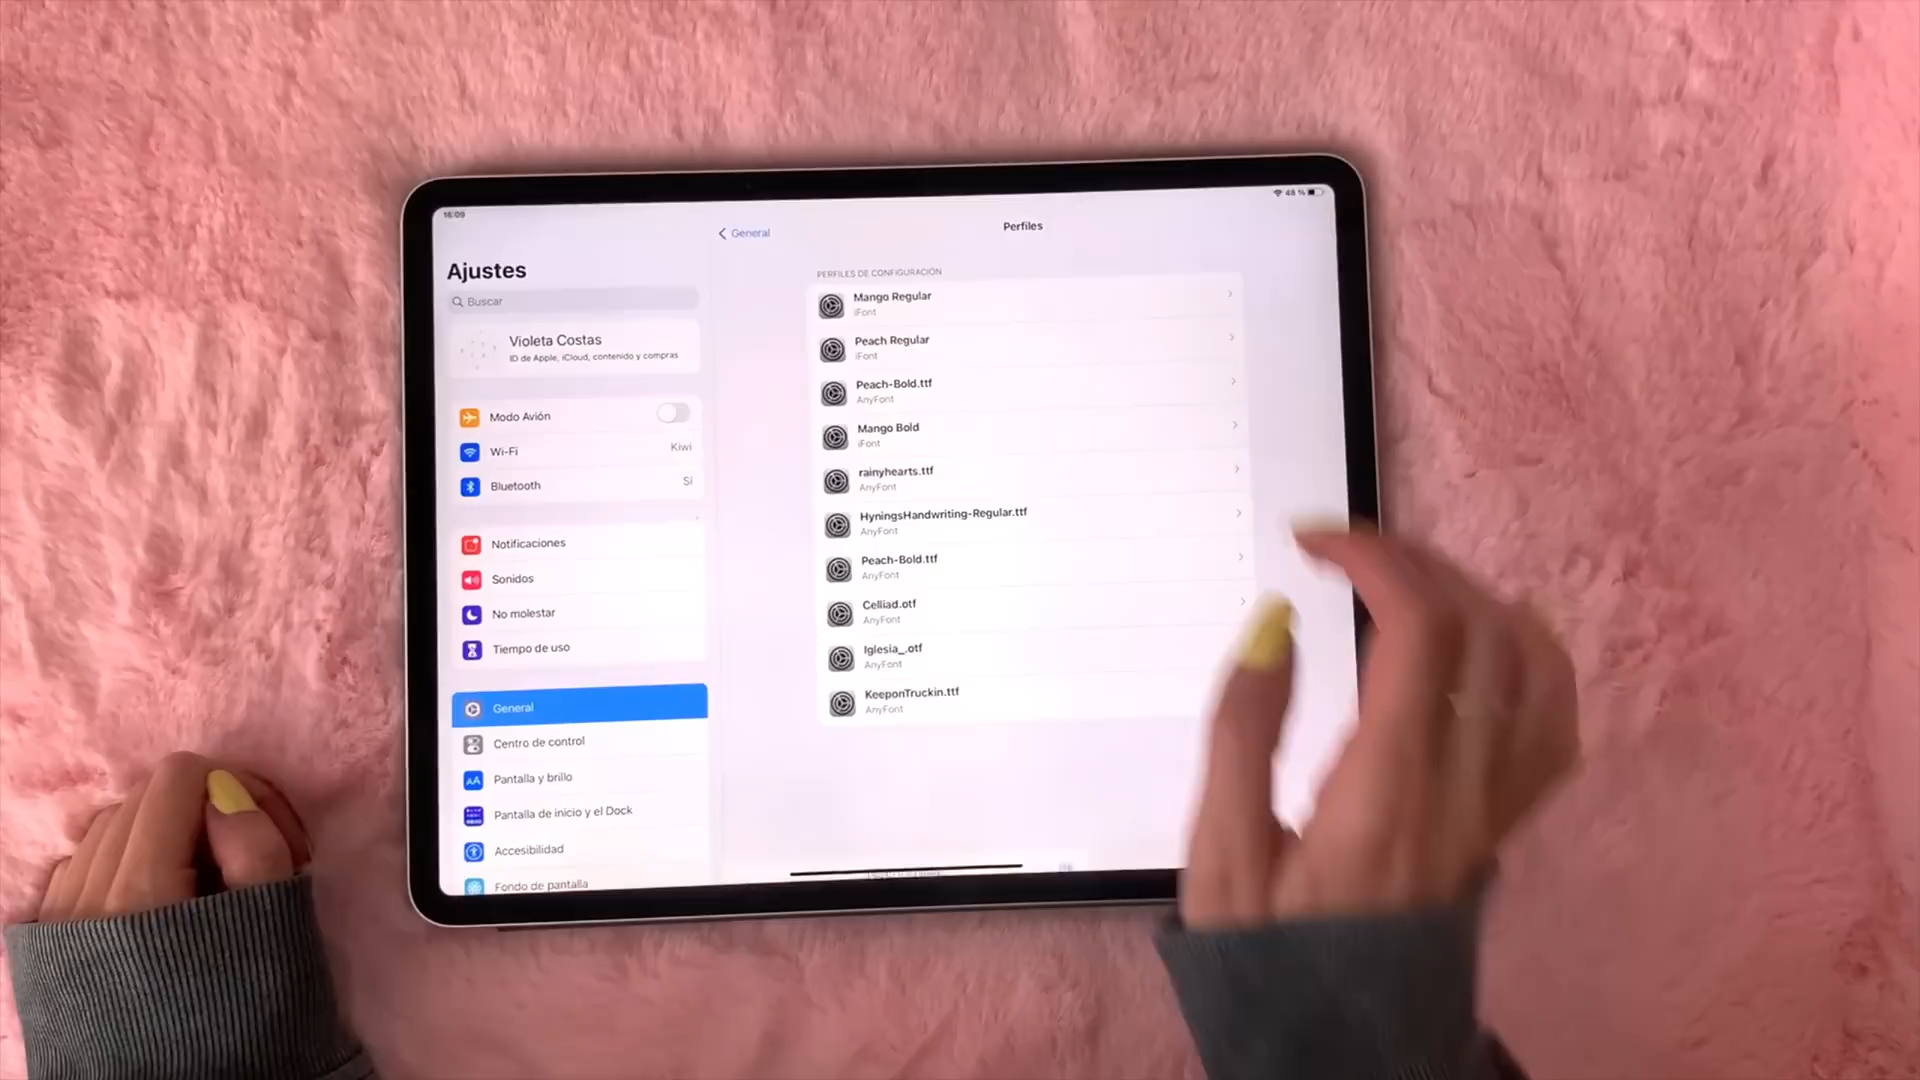 16:09
48 %
Ajustes
Buscar
Violeta Costas
ID de Apple, iCloud, contenido y compras
Modo Avión
Wi-Fi
Kiwi
Bluetooth
Sí
Notificaciones
Sonidos
No molestar
Tiempo de uso
General
Centro de control
Pantalla y brillo
Pantalla de inicio y el Dock
Accesibilidad
Fondo de pantalla
General
Perfiles
PERFILES DE CONFIGURACIÓN
Mango Regular
iFont
Peach Regular
iFont
Peach-Bold.ttf
AnyFont
Mango Bold
iFont
rainyhearts.ttf
AnyFont
HyningsHandwriting-Regular.ttf
AnyFont
Peach-Bold.ttf
AnyFont
Celliad.otf
AnyFont
Iglesia_.otf
AnyFont
KeeponTruckin.ttf
AnyFont